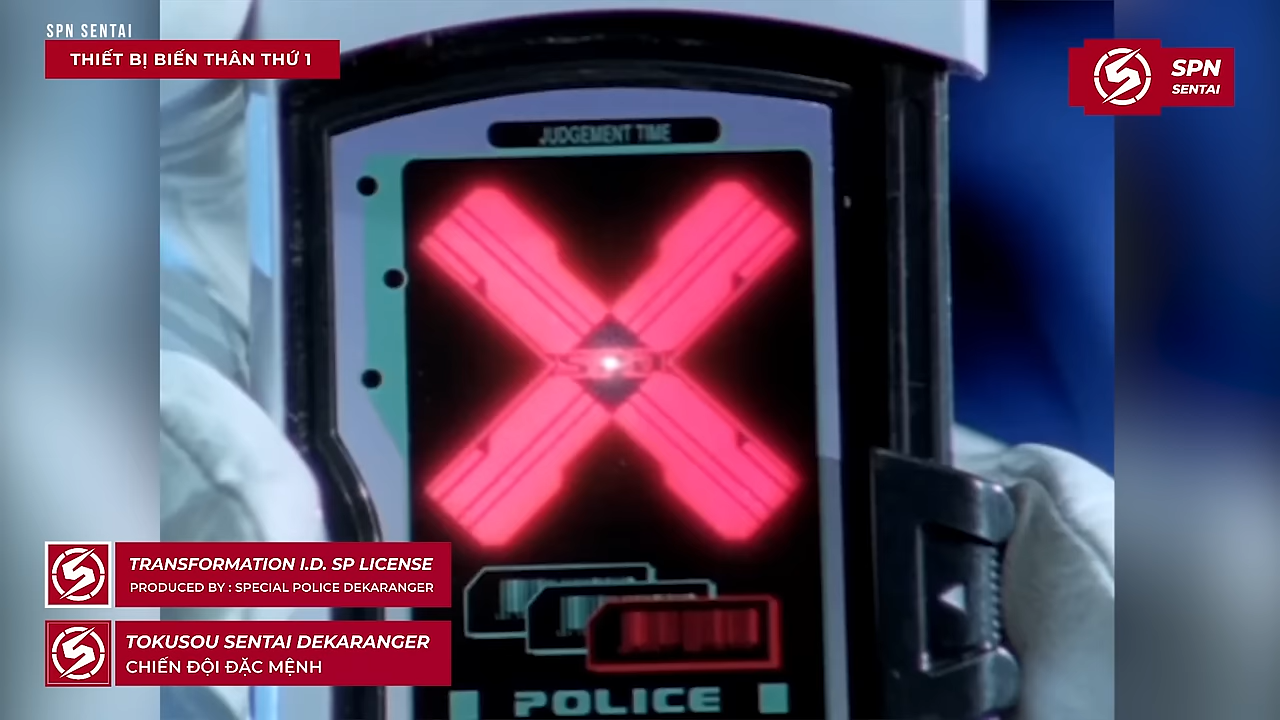 SPN SENTAI
THIẾT BỊ BIẾN THÂN THỨ 1
SPN
SENTAI
JUDGEMENT TIME
TRANSFORMATION I.D. SP LICENSE
PRODUCED BY : SPECIAL POLICE DEKARANGER
TOKUSOU SENTAI DEKARANGER
CHIẾN ĐỘI ĐẶC MỆNH
POLICE